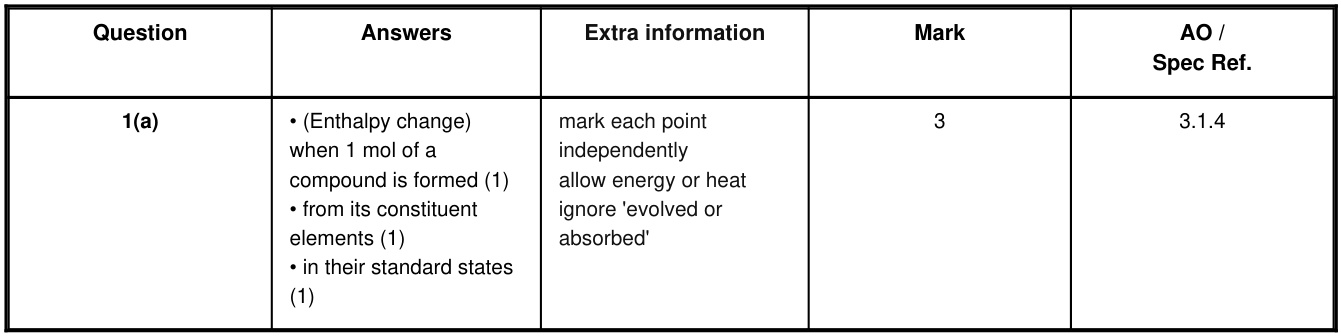 Question Answers Extra information Mark AO /
Spec Ref.
1(a)
• (Enthalpy change)
when 1 mol of a
compound is formed (1)
• from its constituent
elements (1)
• in their standard states
(1)
mark each point
independently
allow energy or heat
ignore 'evolved or
absorbed'
3
3.1.4